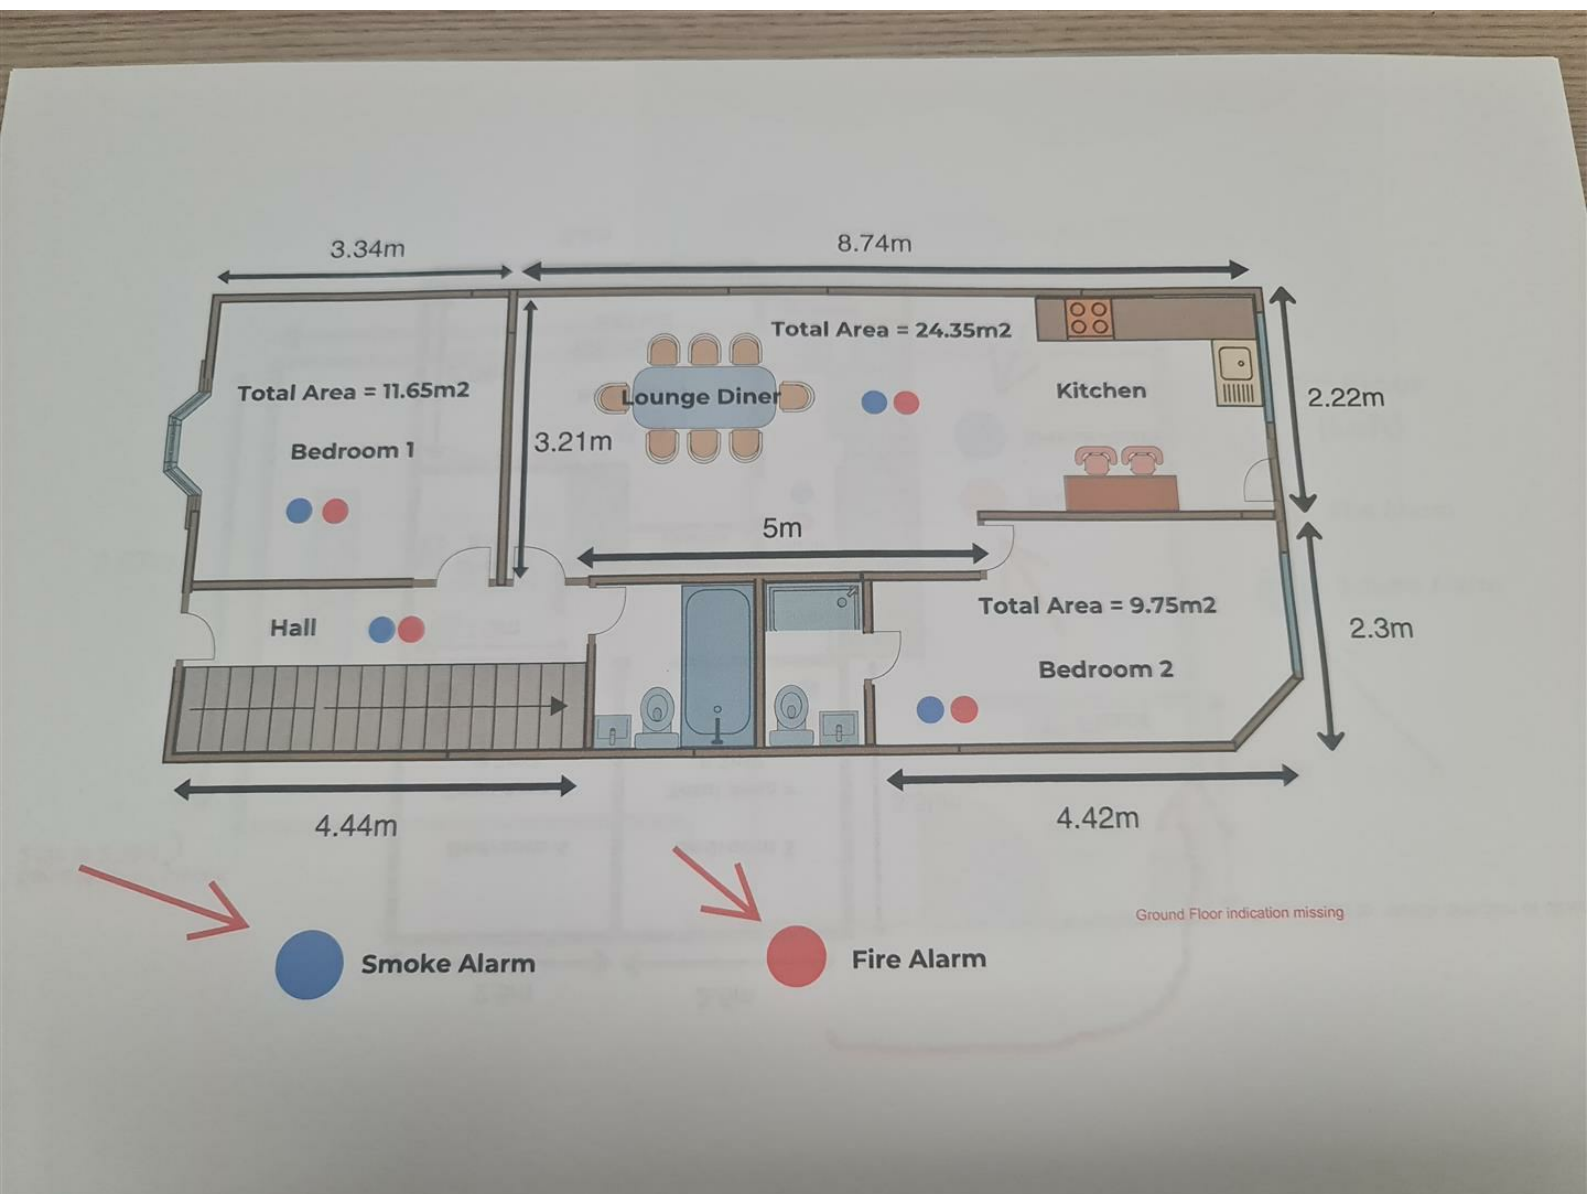 3.34m
8.74m
Total Area = 24.35m2
Total Area = 11.65m2
Lounge Diner
Kitchen
2.22m
Bedroom 1
3.21m
5m
Hall
Total Area = 9.75m2
2.3m
Bedroom 2
4.44m
4.42m
Ground Floor indication missing
Smoke Alarm
Fire Alarm